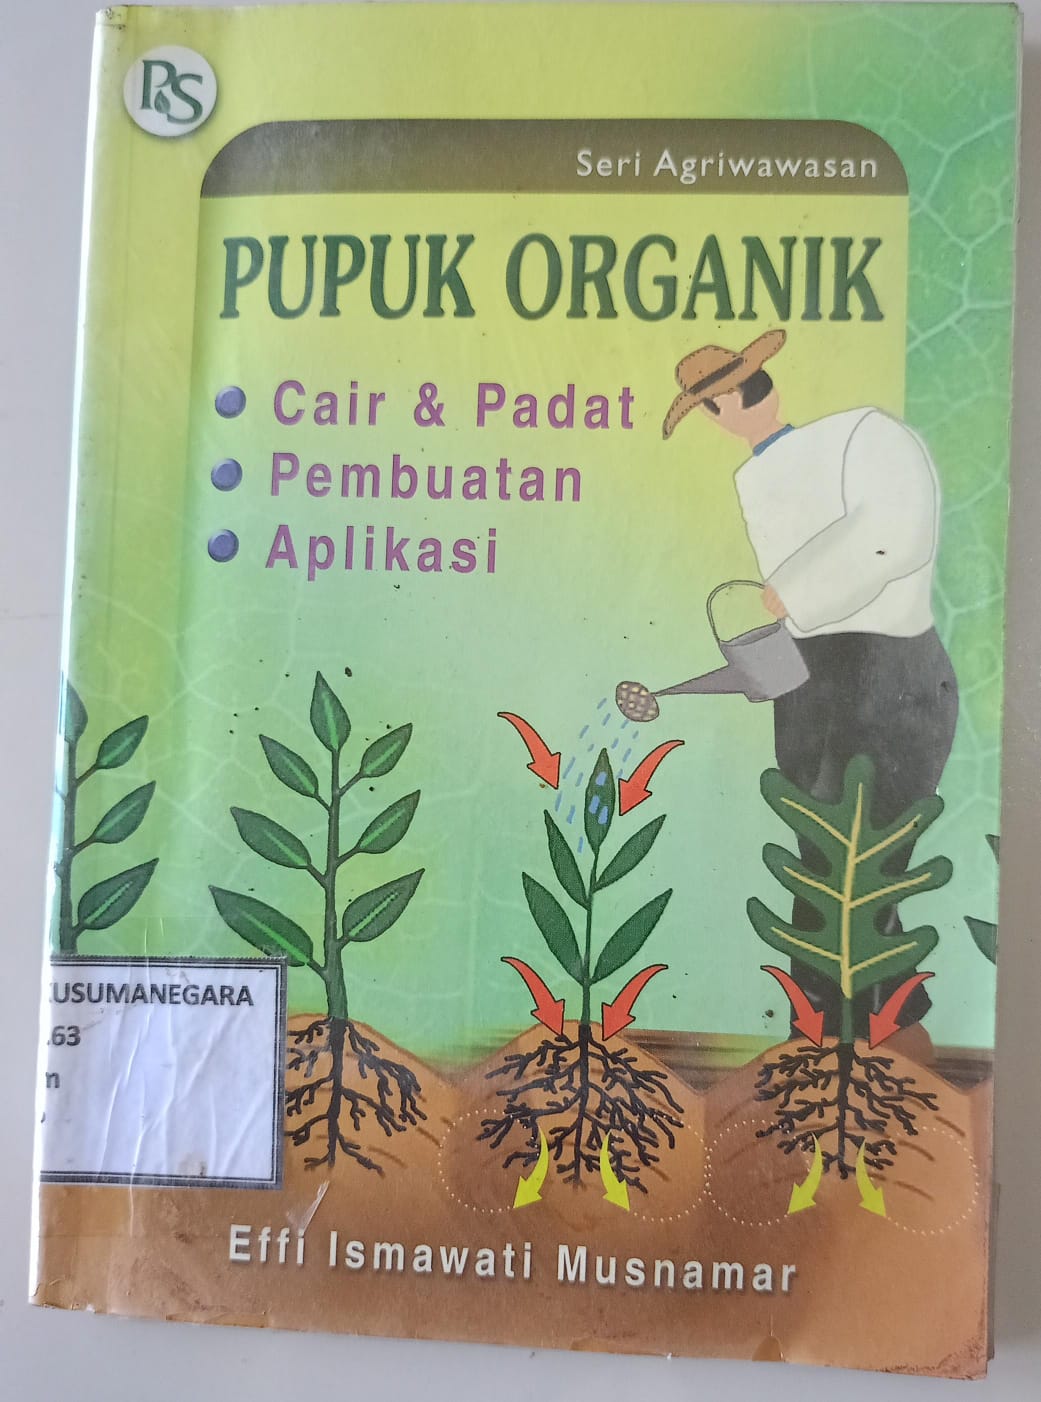 PS
Seri Agriwawasan
PUPUK ORGANIK
Cair & Padat
Pembuatan
Aplikasi
KUSUMANEGARA
.63
m
Effi Ismawati Musnamar